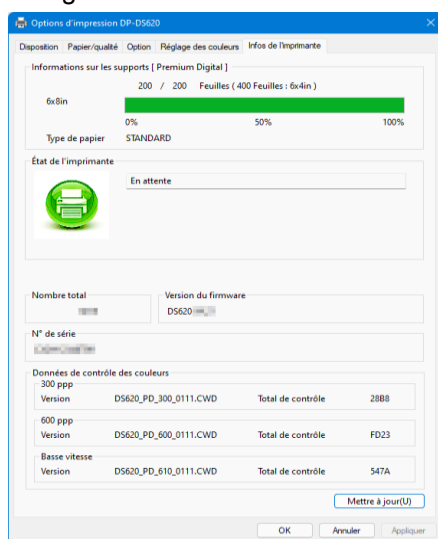 Options d'impression DP-DS620
Disposition Papier/qualité Option Réglage des couleurs Infos de l'imprimante
Informations sur les supports [ Premium Digital ]
200 / 200 Feuilles ( 400 Feuilles : 6x4in )
6x8in
0% 50% 100%
Type de papier STANDARD
État de l'imprimante
En attente
Nombre total Version du firmware
DS620
N° de série
Données de contrôle des couleurs
300 ppp
Version DS620_PD_300_0111.CWD Total de contrôle 28B8
600 ppp
Version DS620_PD_600_0111.CWD Total de contrôle FD23
Basse vitesse
Version DS620_PD_610_0111.CWD Total de contrôle 547A
Mettre à jour(U)
OK Annuler Appliquer